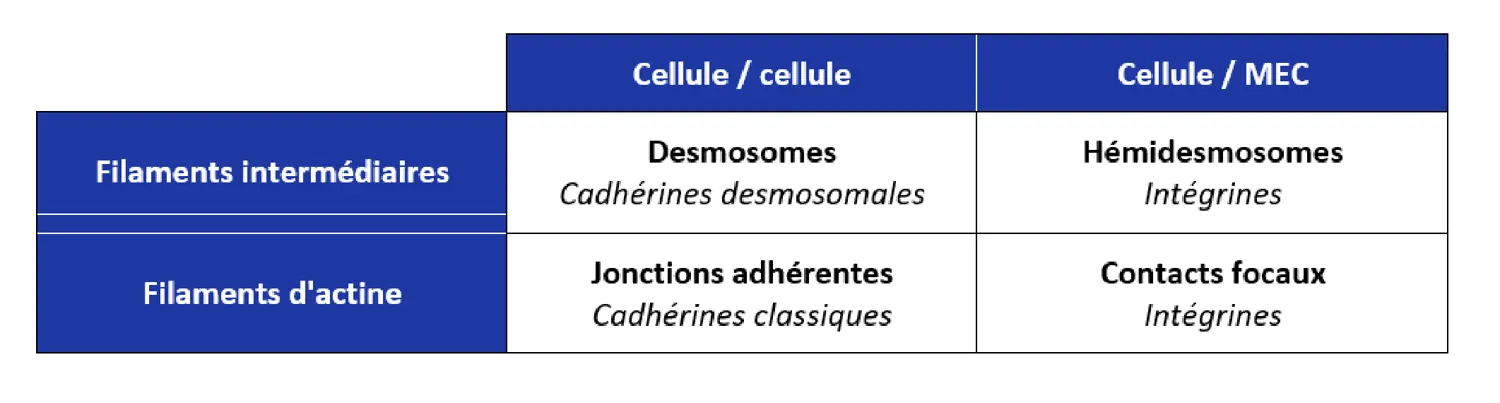 Cellule / cellule
Cellule / MEC
Filaments intermédiaires
Desmosomes
Cadhérines desmosomales
Hémidesmosomes
Intégrines
Filaments d'actine
Jonctions adhérentes
Cadhérines classiques
Contacts focaux
Intégrines